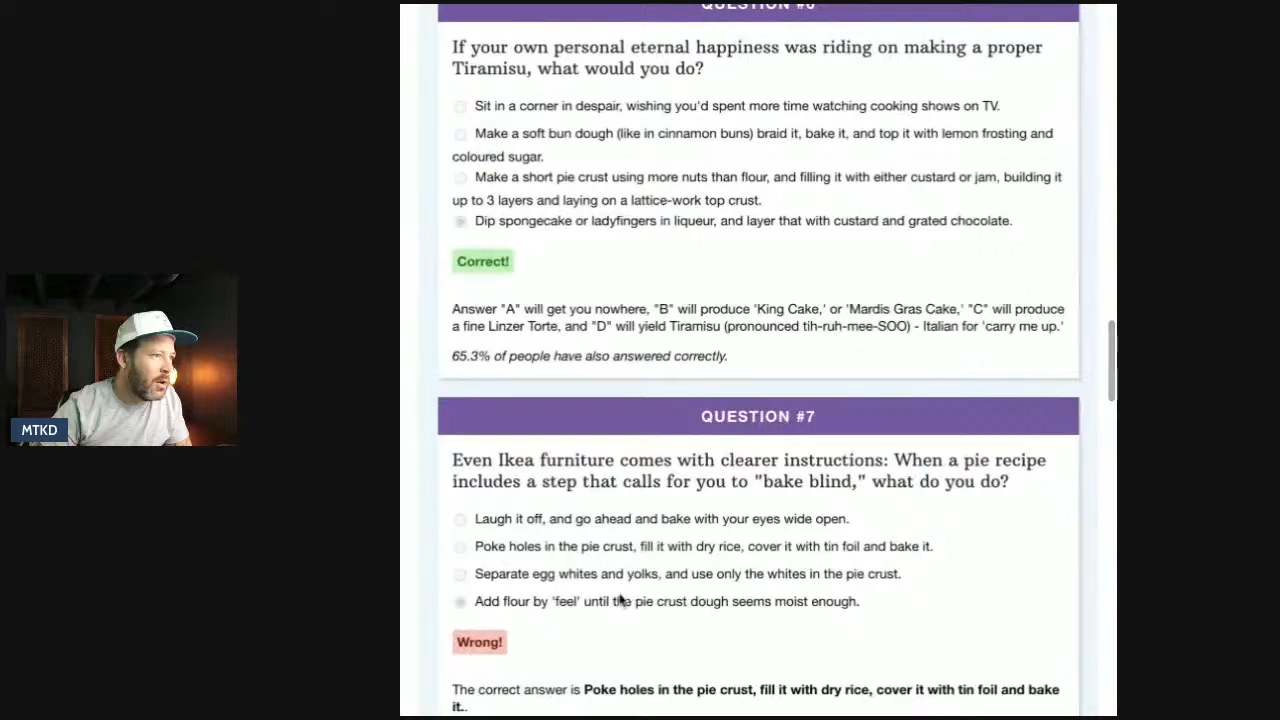 QUESTION #6
If your own personal eternal happiness was riding on making a proper
Tiramisu, what would you do?
Sit in a corner in despair, wishing you'd spent more time watching cooking shows on TV.
Make a soft bun dough (like in cinnamon buns) braid it, bake it, and top it with lemon frosting and
coloured sugar.
Make a short pie crust using more nuts than flour, and filling it with either custard or jam, building it
up to 3 layers and laying on a lattice-work top crust.
Dip spongecake or ladyfingers in liqueur, and layer that with custard and grated chocolate.
Correct!
Answer "A" will get you nowhere, "B" will produce 'King Cake,' or 'Mardis Gras Cake,' "C" will produce
a fine Linzer Torte, and "D" will yield Tiramisu (pronounced tih-ruh-mee-SOO) - Italian for 'carry me up.'
65.3% of people have also answered correctly.
MTKD
QUESTION #7
Even Ikea furniture comes with clearer instructions: When a pie recipe
includes a step that calls for you to "bake blind," what do you do?
Laugh it off, and go ahead and bake with your eyes wide open.
Poke holes in the pie crust, fill it with dry rice, cover it with tin foil and bake it.
Separate egg whites and yolks, and use only the whites in the pie crust.
Add flour by 'feel' until the pie crust dough seems moist enough.
Wrong!
The correct answer is Poke holes in the pie crust, fill it with dry rice, cover it with tin foil and bake
it..